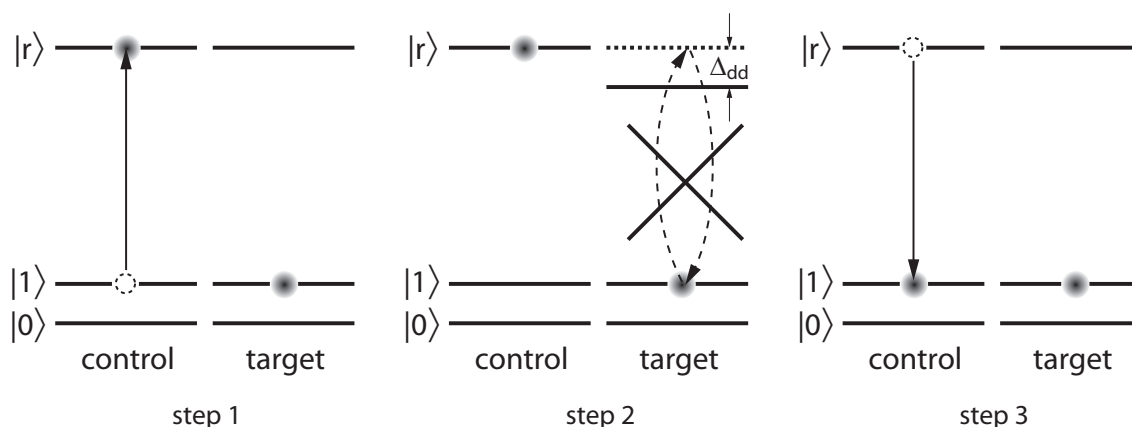 |r⟩
|1⟩
|0⟩
control target
step 1
|r⟩
Δdd
|1⟩
|0⟩
control target
step 2
|r⟩
|1⟩
|0⟩
control target
step 3